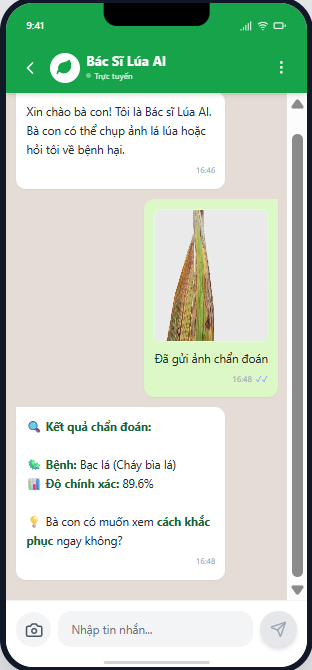 9:41
Bác Sĩ Lúa AI
Trực tuyến
Xin chào bà con! Tôi là Bác sĩ Lúa AI.
Bà con có thể chụp ảnh lá lúa hoặc
hỏi tôi về bệnh hại.
16:46
Đã gửi ảnh chẩn đoán
16:48
Kết quả chẩn đoán:
Bệnh: Bạc lá (Cháy bìa lá)
Độ chính xác: 89.6%
Bà con có muốn xem cách khắc
phục ngay không?
16:48
Nhập tin nhắn...